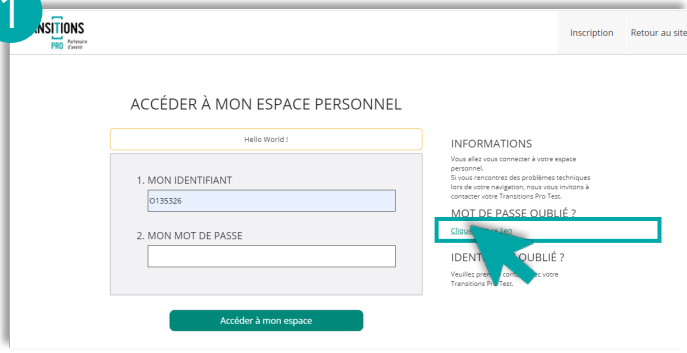 1
NSITIONS
PRO Partenaire
d'avenir
Inscription Retour au site
ACCÉDER À MON ESPACE PERSONNEL
Hello World !
1. MON IDENTIFIANT
O135326
2. MON MOT DE PASSE
Accéder à mon espace
INFORMATIONS
Vous allez vous connecter à votre espace
personnel.
Si vous rencontrez des problèmes techniques
lors de votre navigation, nous vous invitons à
contacter votre Transitions Pro Test.
MOT DE PASSE OUBLIÉ ?
lien
OUBLIÉ ?
Veuillez votre
Transitions Test.